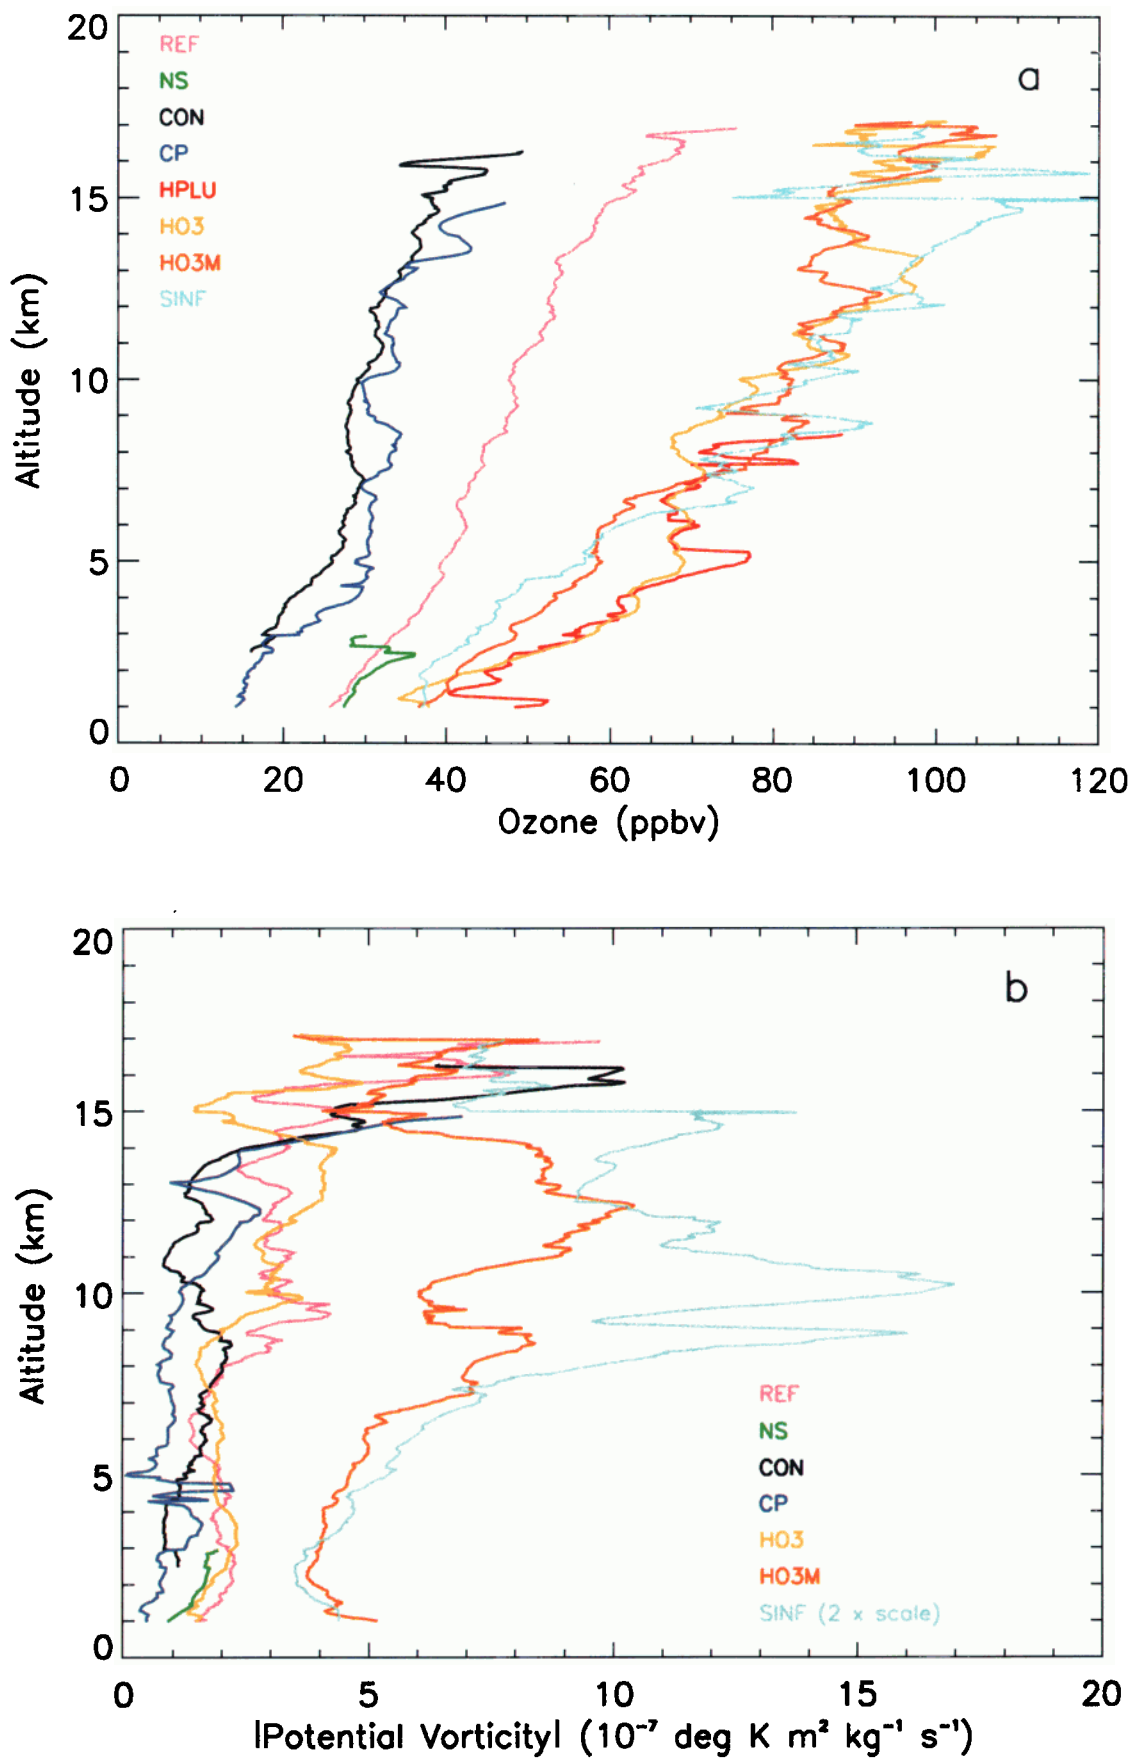 20
REF
a
NS
CON
CP
HPLU
15
HO3
HO3M
SINF
Altitude (km)
10
5
0
0 20 40 60 80 100 120
Ozone (ppbv)
20
b
15
Altitude (km)
10
REF
NS
5
CON
CP
HO3
HO3M
SINF (2 x scale)
0
0 5 10 15 20
|Potential Vorticity| (10⁻⁷ deg K m² kg⁻¹ s⁻¹)